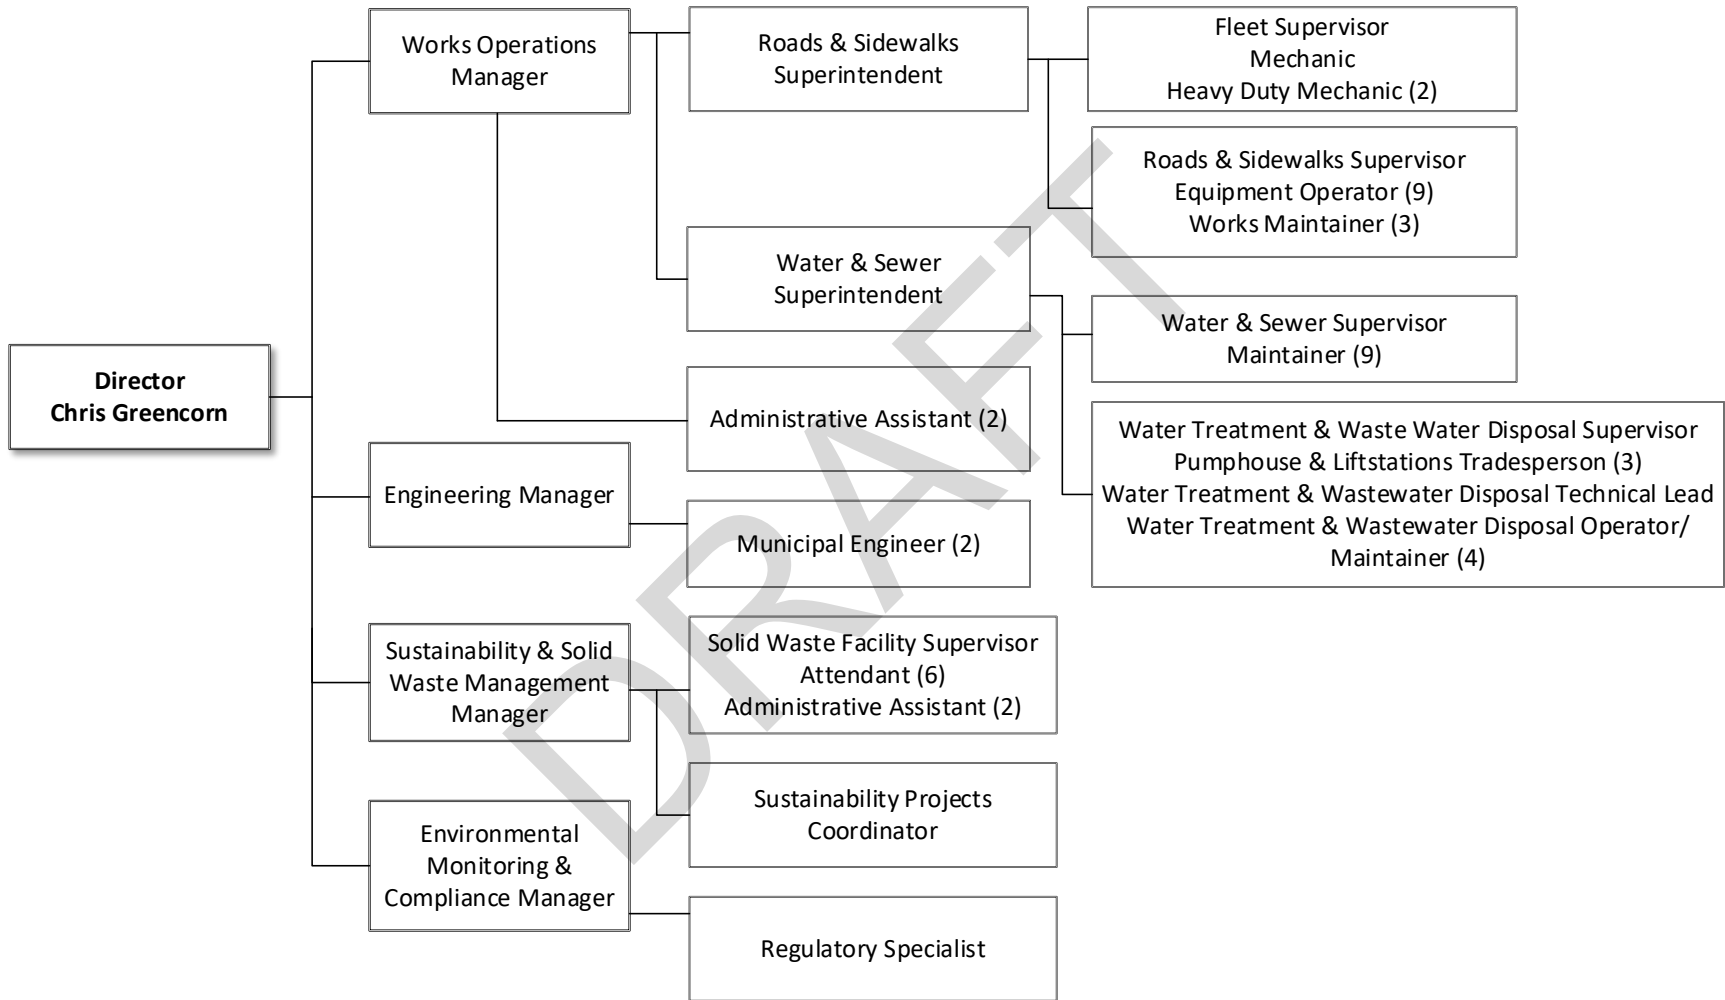 Works Operations
Manager
Roads & Sidewalks
Superintendent
Fleet Supervisor
Mechanic
Heavy Duty Mechanic (2)
Roads & Sidewalks Supervisor
Equipment Operator (9)
Works Maintainer (3)
Water & Sewer
Superintendent
Water & Sewer Supervisor
Maintainer (9)
Director
Chris Greencorn
Administrative Assistant (2)
Water Treatment & Waste Water Disposal Supervisor
Pumphouse & Liftstations Tradesperson (3)
Water Treatment & Wastewater Disposal Technical Lead
Water Treatment & Wastewater Disposal Operator/
Maintainer (4)
Engineering Manager
Municipal Engineer (2)
Sustainability & Solid
Waste Management
Manager
Solid Waste Facility Supervisor
Attendant (6)
Administrative Assistant (2)
Sustainability Projects
Coordinator
Environmental
Monitoring &
Compliance Manager
Regulatory Specialist
DRAFT